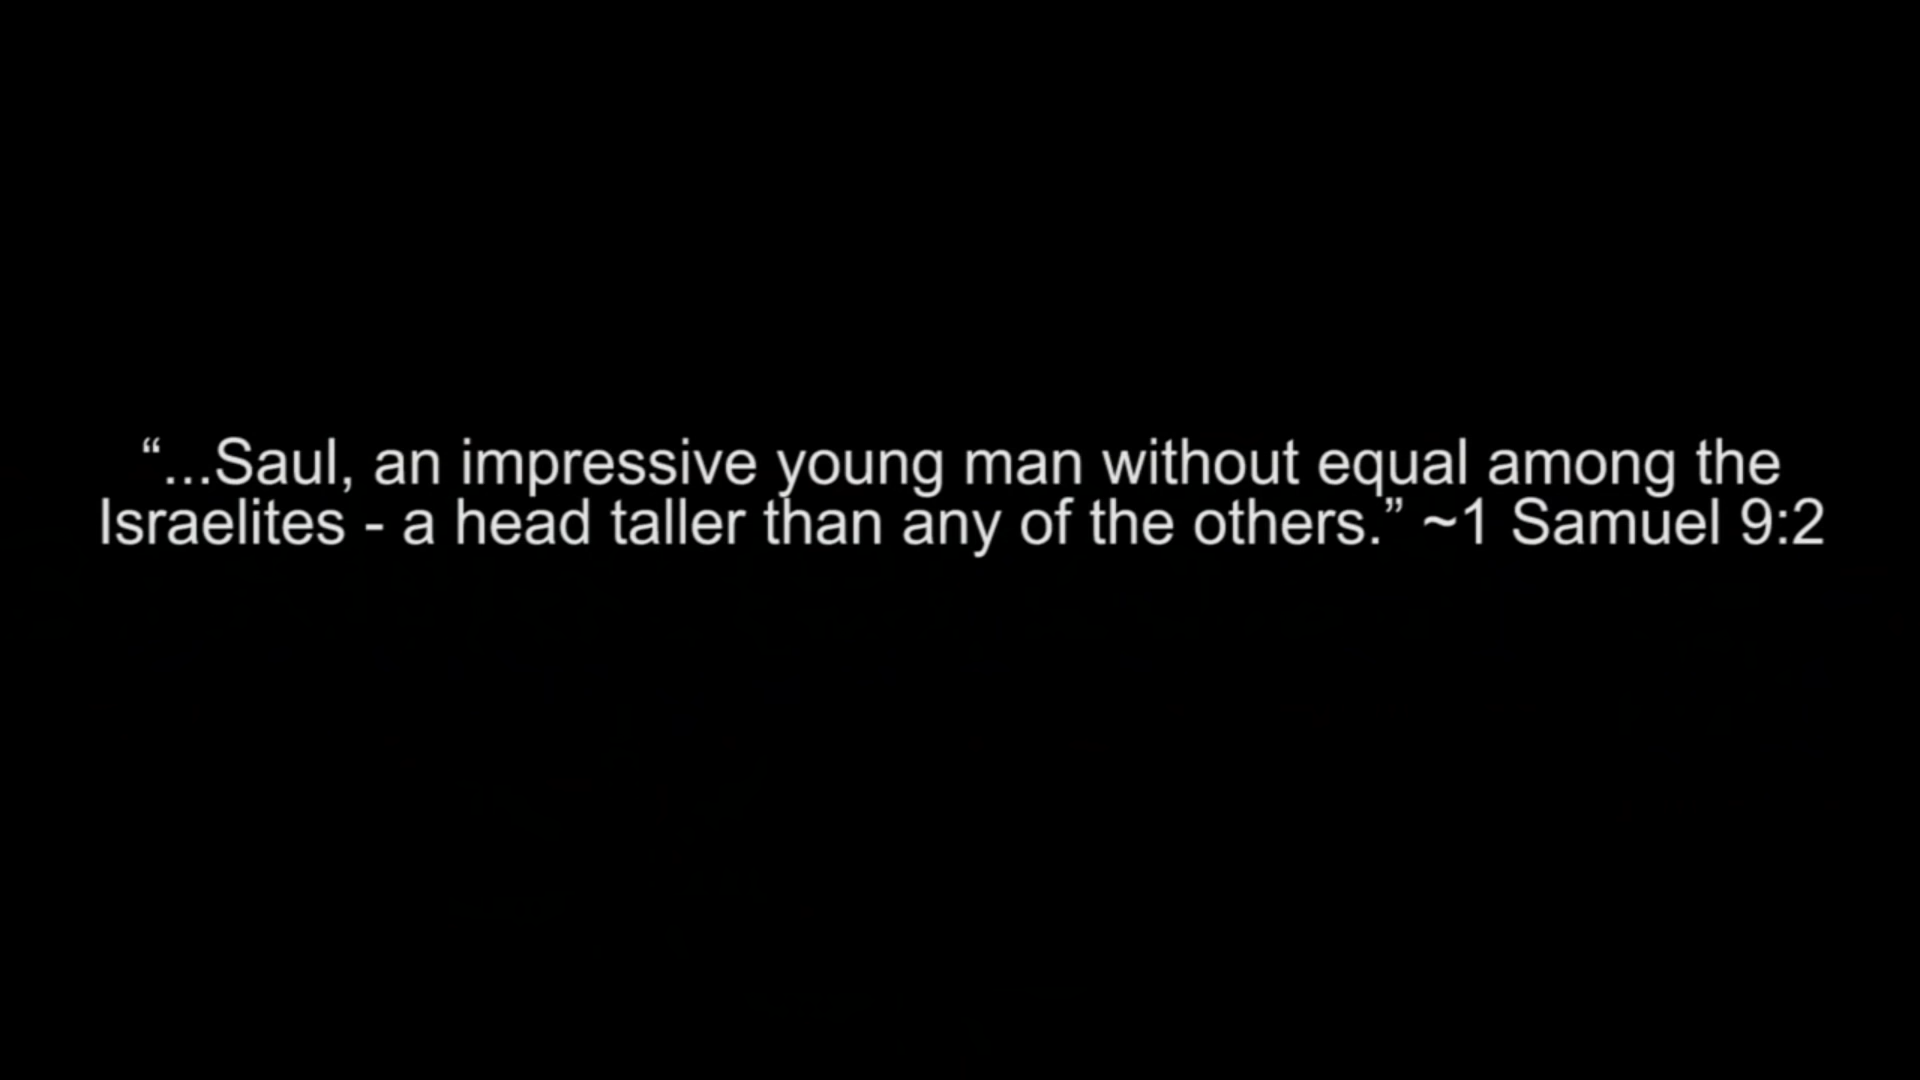 “...Saul, an impressive young man without equal among the
Israelites - a head taller than any of the others.” ~1 Samuel 9:2